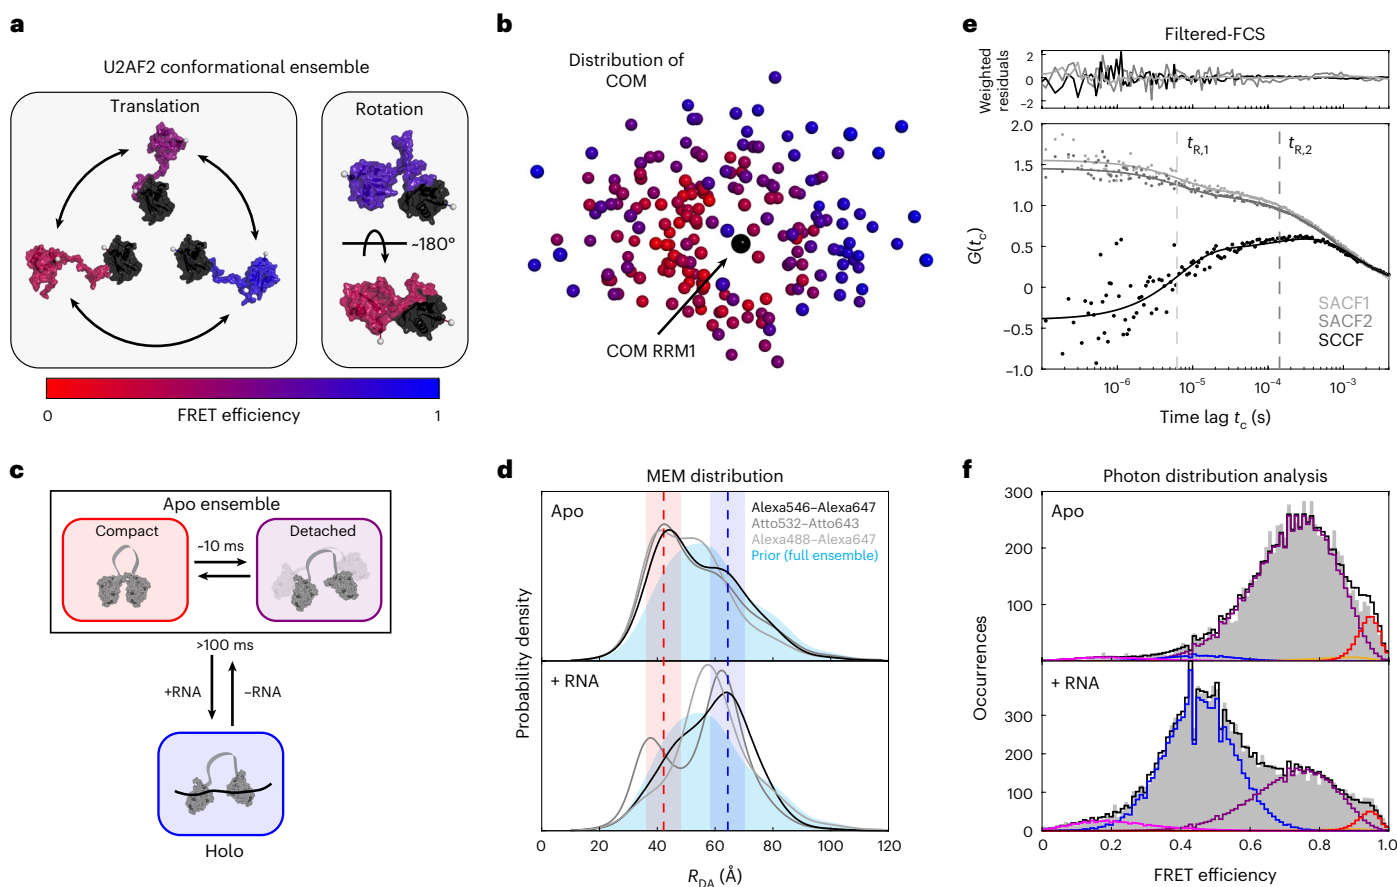 a
U2AF2 conformational ensemble
Translation
Rotation
~180°
0
FRET efficiency
1
b
Distribution of
COM
COM RRM1
c
Apo ensemble
Compact
Detached
~10 ms
>100 ms
+RNA
−RNA
Holo
d
MEM distribution
Apo
Alexa546–Alexa647
Atto532–Atto643
Alexa488–Alexa647
Prior (full ensemble)
+ RNA
Probability density
0
20
40
60
80
100
120
R_DA (Å)
e
Filtered-FCS
Weighted
residuals
2
0
−2
2.0
1.5
1.0
0.5
0
−0.5
−1.0
G(t_c)
t_R,1
t_R,2
SACF1
SACF2
SCCF
10⁻⁶
10⁻⁵
10⁻⁴
10⁻³
Time lag t_c (s)
f
Photon distribution analysis
Apo
300
200
100
+ RNA
300
200
100
0
Occurrences
0
0.2
0.4
0.6
0.8
1.0
FRET efficiency